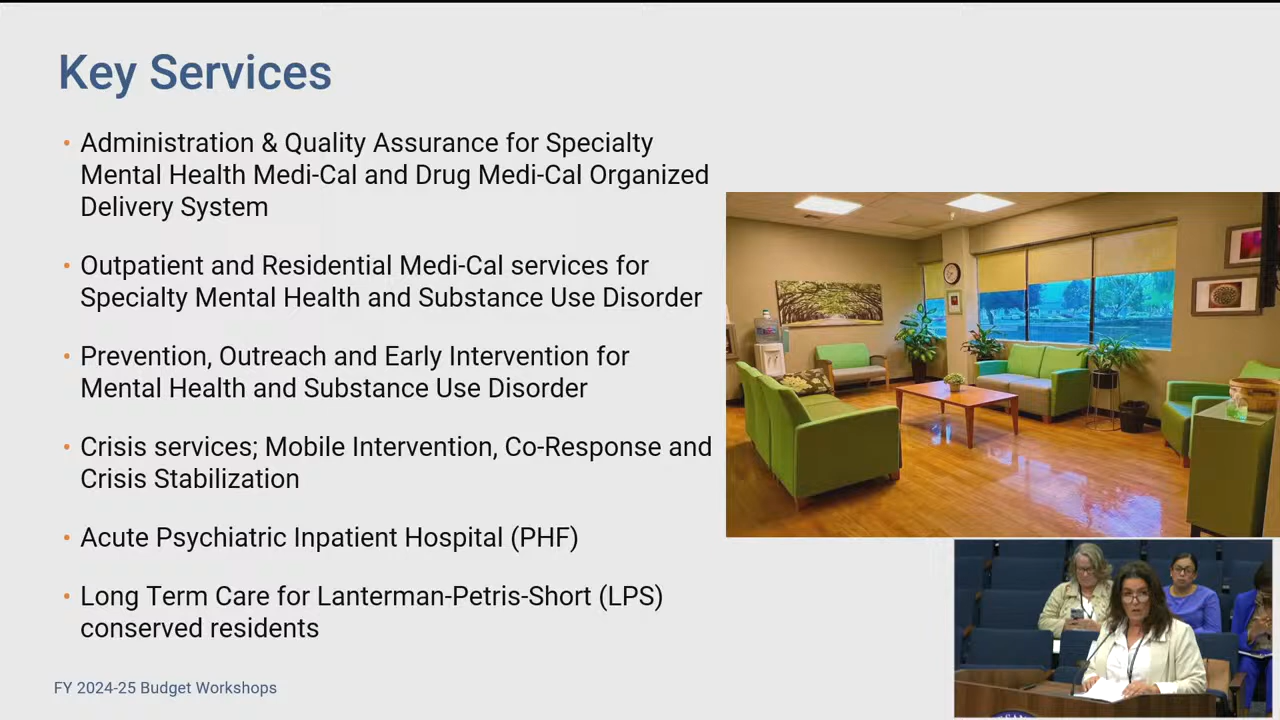 Key Services
• Administration & Quality Assurance for Specialty
Mental Health Medi-Cal and Drug Medi-Cal Organized
Delivery System
• Outpatient and Residential Medi-Cal services for
Specialty Mental Health and Substance Use Disorder
• Prevention, Outreach and Early Intervention for
Mental Health and Substance Use Disorder
• Crisis services; Mobile Intervention, Co-Response and
Crisis Stabilization
• Acute Psychiatric Inpatient Hospital (PHF)
• Long Term Care for Lanterman-Petris-Short (LPS)
conserved residents
FY 2024-25 Budget Workshops